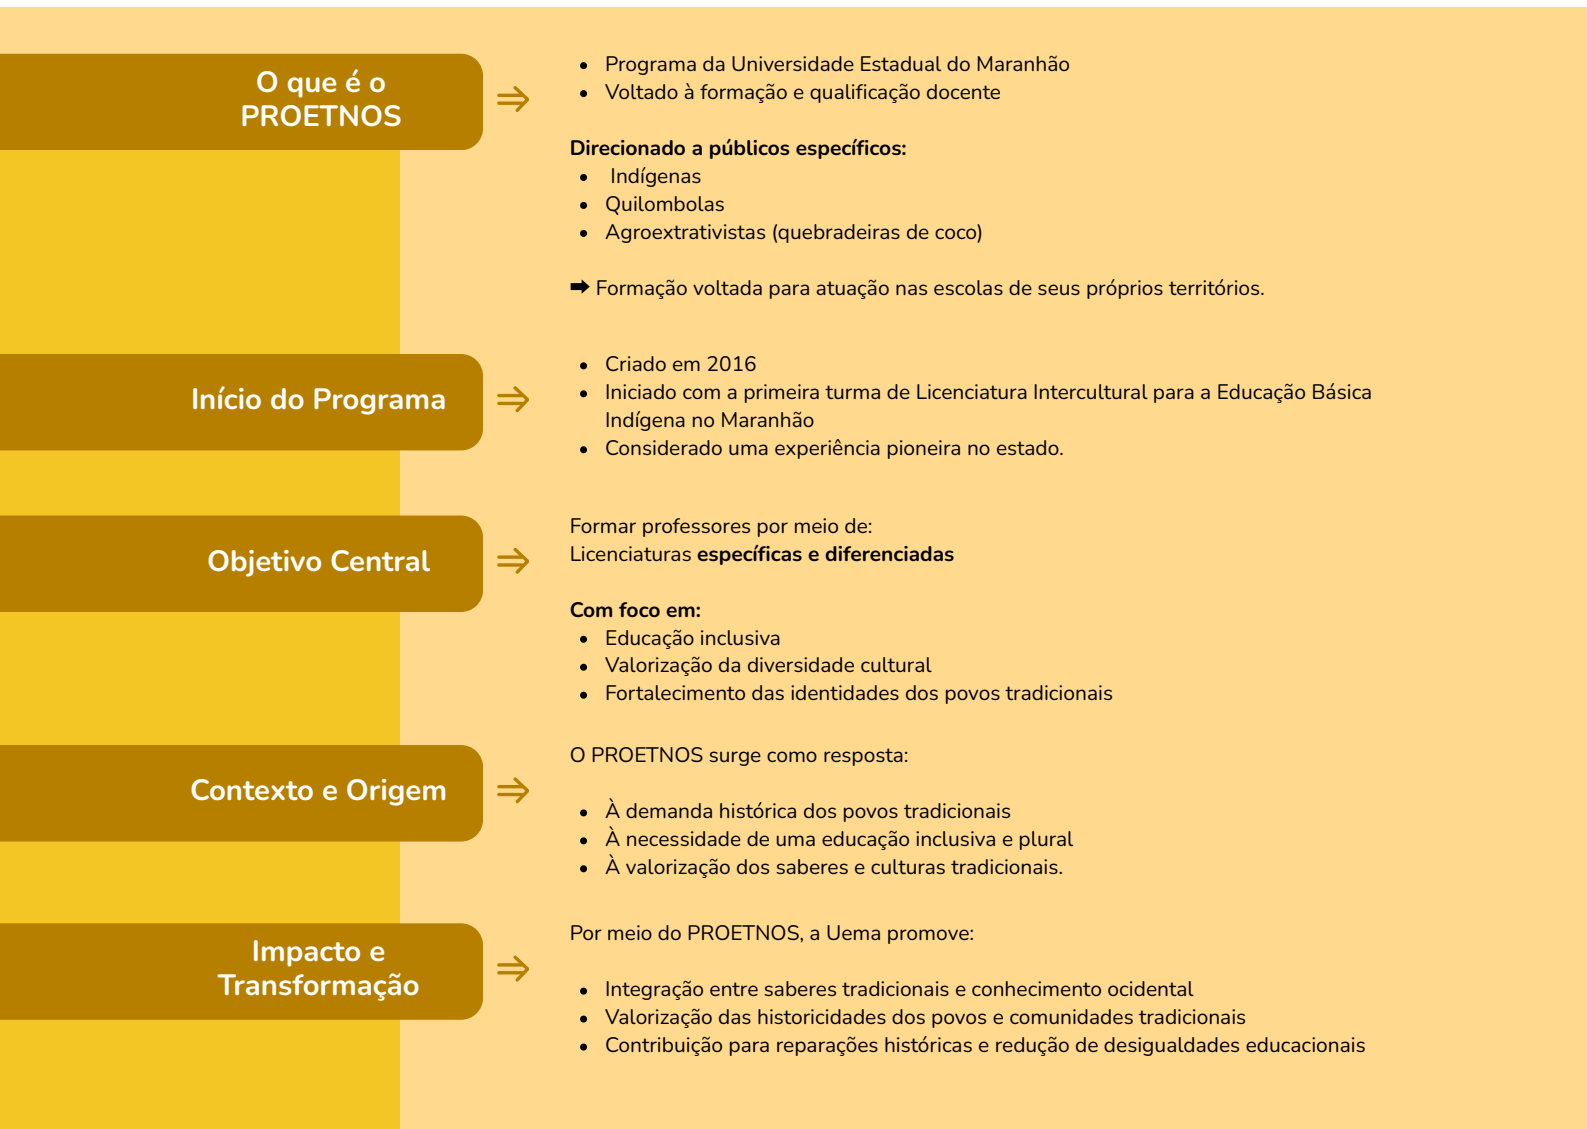 O que é o
PROETNOS
⇒
• Programa da Universidade Estadual do Maranhão
• Voltado à formação e qualificação docente
Direcionado a públicos específicos:
• Indígenas
• Quilombolas
• Agroextrativistas (quebradeiras de coco)
➡ Formação voltada para atuação nas escolas de seus próprios territórios.
Início do Programa
⇒
• Criado em 2016
• Iniciado com a primeira turma de Licenciatura Intercultural para a Educação Básica
Indígena no Maranhão
• Considerado uma experiência pioneira no estado.
Objetivo Central
⇒
Formar professores por meio de:
Licenciaturas específicas e diferenciadas
Com foco em:
• Educação inclusiva
• Valorização da diversidade cultural
• Fortalecimento das identidades dos povos tradicionais
Contexto e Origem
⇒
O PROETNOS surge como resposta:
• À demanda histórica dos povos tradicionais
• À necessidade de uma educação inclusiva e plural
• À valorização dos saberes e culturas tradicionais.
Impacto e
Transformação
⇒
Por meio do PROETNOS, a Uema promove:
• Integração entre saberes tradicionais e conhecimento ocidental
• Valorização das historicidades dos povos e comunidades tradicionais
• Contribuição para reparações históricas e redução de desigualdades educacionais